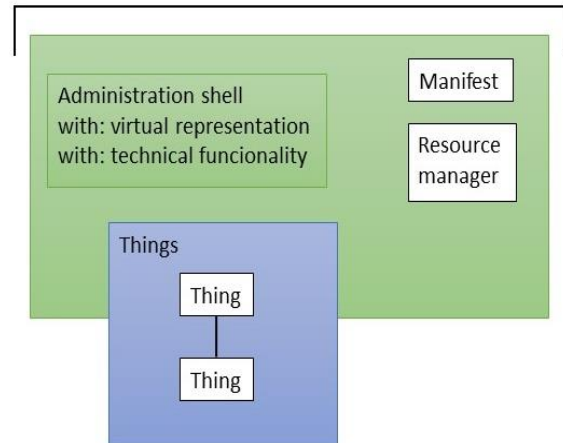 Administration shell
with: virtual representation
with: technical funcionality
Manifest
Resource
manager
Things
Thing
Thing